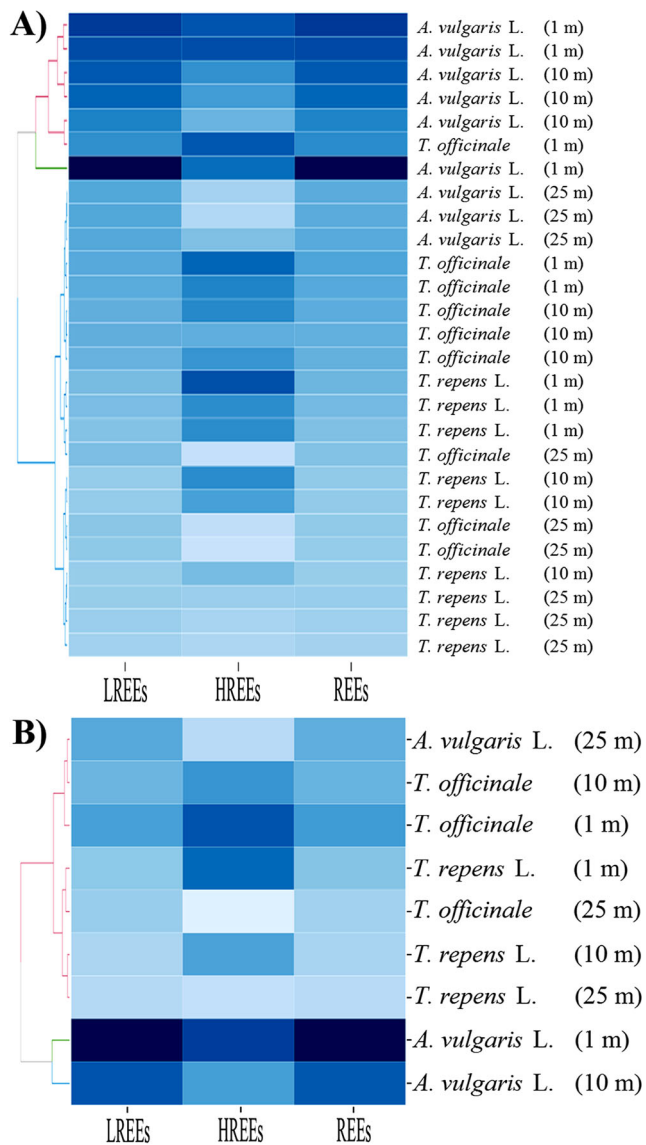 A)
A. vulgaris L. (1 m)
A. vulgaris L. (1 m)
A. vulgaris L. (10 m)
A. vulgaris L. (10 m)
A. vulgaris L. (10 m)
T. officinale (1 m)
A. vulgaris L. (1 m)
A. vulgaris L. (25 m)
A. vulgaris L. (25 m)
A. vulgaris L. (25 m)
T. officinale (1 m)
T. officinale (1 m)
T. officinale (10 m)
T. officinale (10 m)
T. officinale (10 m)
T. repens L. (1 m)
T. repens L. (1 m)
T. repens L. (1 m)
T. officinale (25 m)
T. repens L. (10 m)
T. repens L. (10 m)
T. officinale (25 m)
T. officinale (25 m)
T. repens L. (10 m)
T. repens L. (25 m)
T. repens L. (25 m)
T. repens L. (25 m)
LREEs HREEs REEs
B)
A. vulgaris L. (25 m)
T. officinale (10 m)
T. officinale (1 m)
T. repens L. (1 m)
T. officinale (25 m)
T. repens L. (10 m)
T. repens L. (25 m)
A. vulgaris L. (1 m)
A. vulgaris L. (10 m)
LREEs HREEs REEs